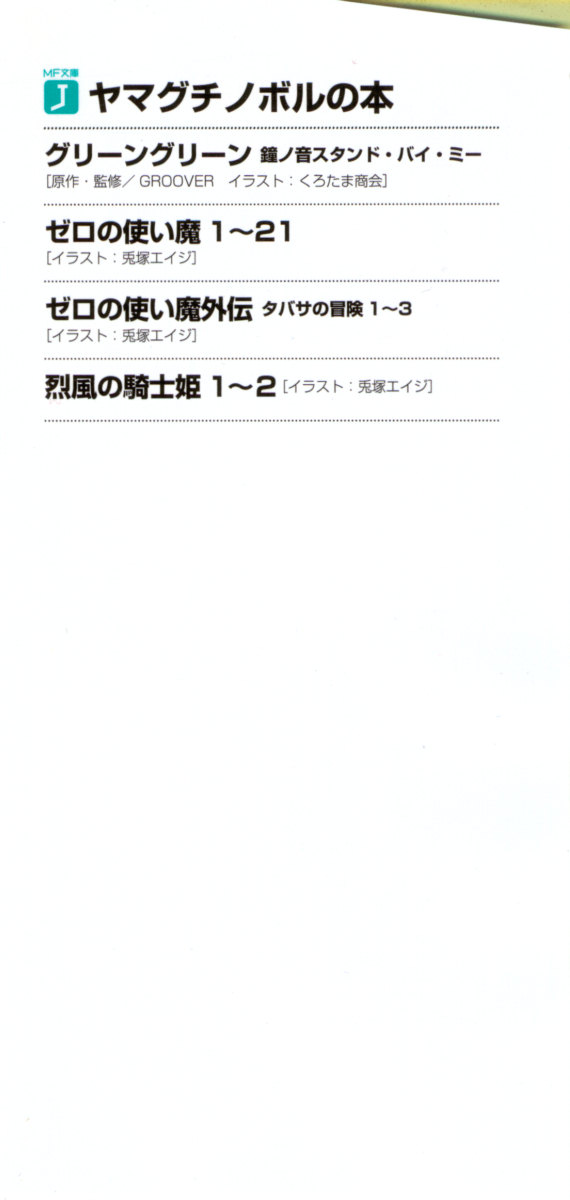 MF文庫
J ヤマグチノボルの本
グリーングリーン 鐘ノ音スタンド・バイ・ミー
[原作・監修／GROOVER イラスト：くろたま商会]
ゼロの使い魔 1〜21
[イラスト：兎塚エイジ]
ゼロの使い魔外伝 タバサの冒険 1〜3
[イラスト：兎塚エイジ]
烈風の騎士姫 1〜2 [イラスト：兎塚エイジ]